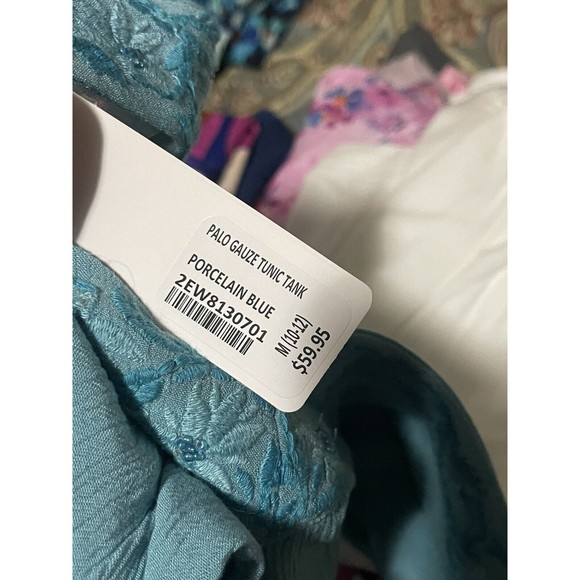 PALO GAUZE TUNIC TANK
PORCELAIN BLUE
2EW8130701
M (10-12)
$59.95